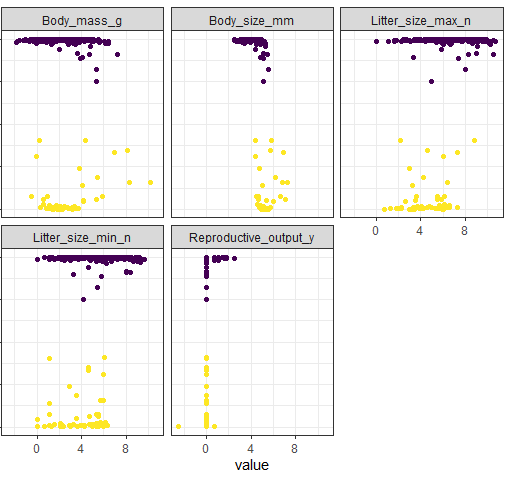 Body_mass_g Body_size_mm Litter_size_max_n
0 4 8
Litter_size_min_n Reproductive_output_y
0 4 8 0 4 8
value